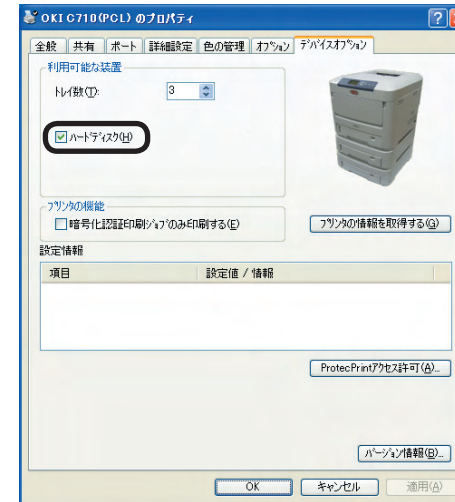 OKI C710(PCL) のプロパティ
全般 共有 ポート 詳細設定 色の管理 オプション デバイスオプション
利用可能な装置
トレイ数(T): 3
ハードディスク(H)
プリンタの機能
暗号化認証印刷ジョブのみ印刷する(E)
プリンタの情報を取得する(G)
設定情報
項目 設定値 / 情報
ProtecPrintアクセス許可(A)...
バージョン情報(B)...
OK キャンセル 適用(A)